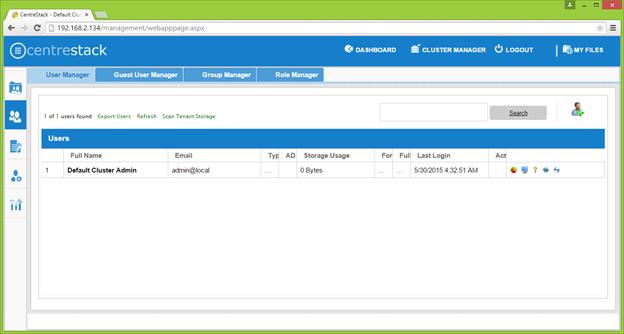 CentreStack - Default Clu
192.168.2.134/management/webapppage.aspx
centrestack
DASHBOARD
CLUSTER MANAGER
LOGOUT
MY FILES
User Manager
Guest User Manager
Group Manager
Role Manager
1 of 1 users found Export Users Refresh Scan Tenant Storage
Search
Users
Full Name Email Typ AD Storage Usage For Full Last Login Act
1 Default Cluster Admin admin@local ... 0 Bytes ... ... 5/30/2015 4:32:51 AM